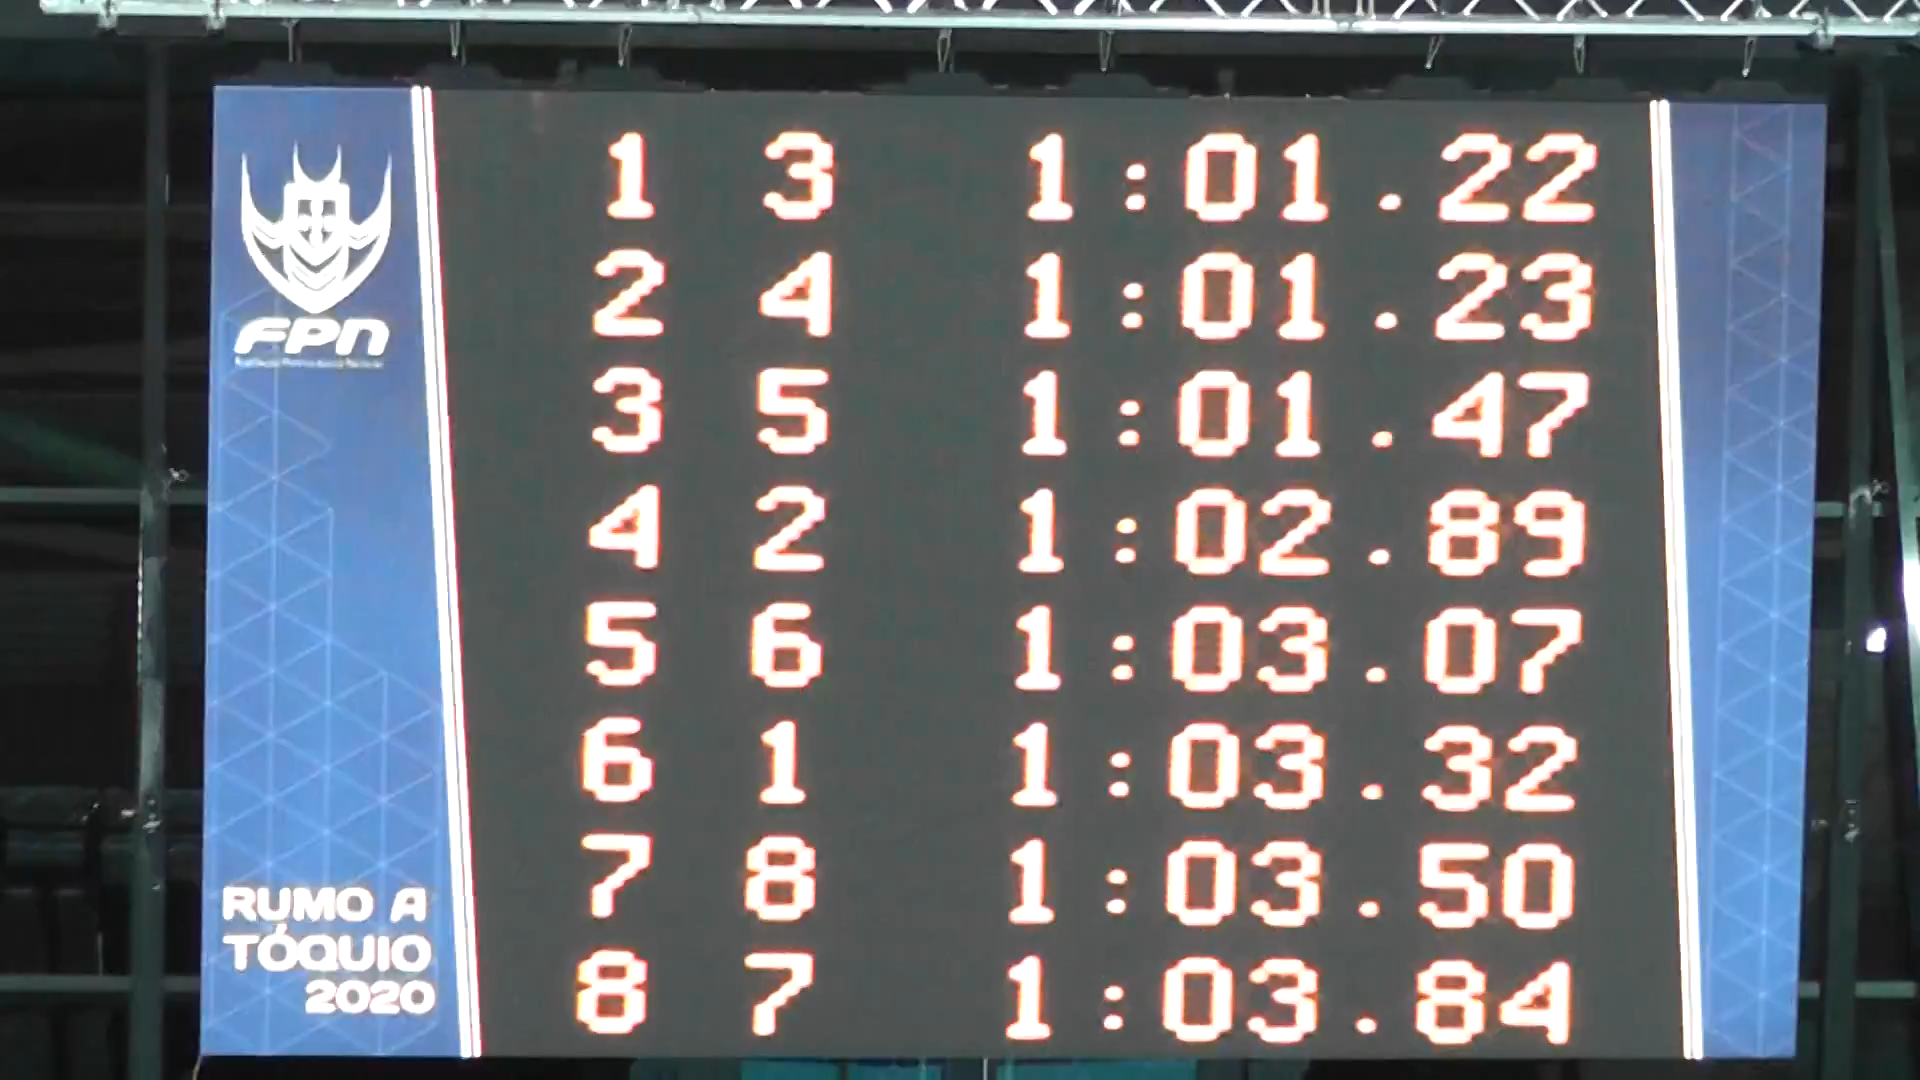 1 3 1:01.22
2 4 1:01.23
3 5 1:01.47
4 2 1:02.89
5 6 1:03.07
6 1 1:03.32
7 8 1:03.50
8 7 1:03.84
FPN
RUMO A
TÓQUIO
2020